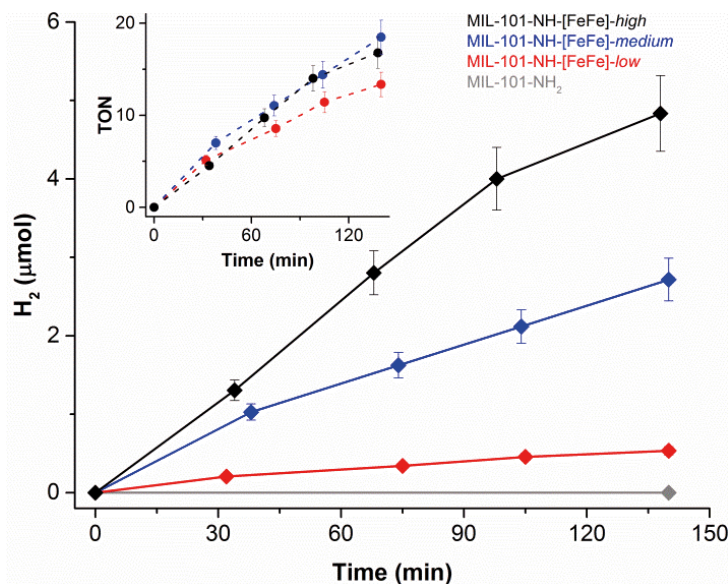 MIL-101-NH-[FeFe]-high
MIL-101-NH-[FeFe]-medium
MIL-101-NH-[FeFe]-low
MIL-101-NH₂
TON
20
10
0
0
60
120
Time (min)
H₂ (μmol)
6
4
2
0
0
30
60
90
120
150
Time (min)